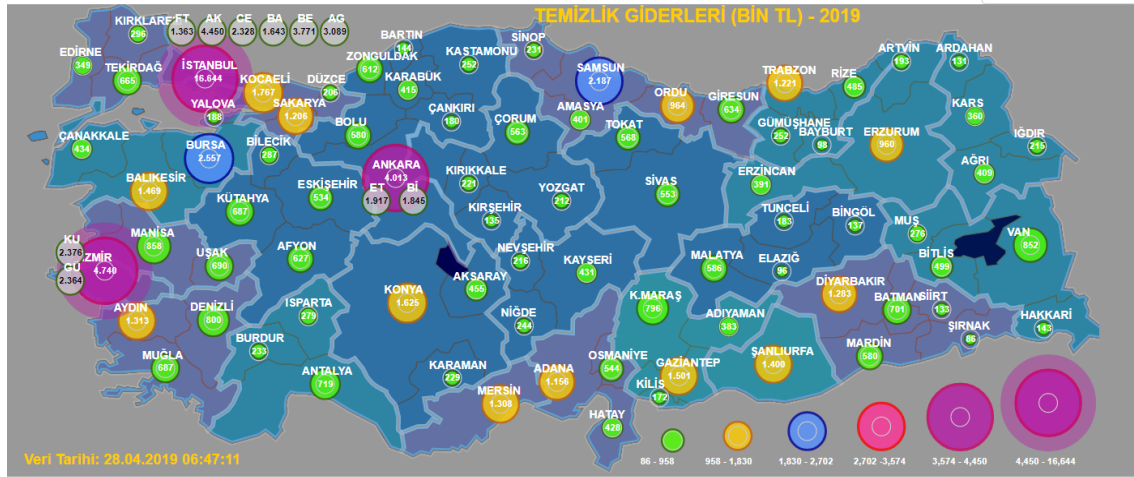 TEMİZLİK GİDERLERİ (BİN TL) - 2019
FT AK CE BA BE AG
1.363 4.450 2.328 1.643 3.771 3.089
KIRKLARE
296
EDİRNE
349
TEKİRDAĞ
665
İSTANBUL
16.644
KOCAELİ
1.767
YALOVA
188
SAKARYA
1.206
DÜZCE
206
ZONGULDAK
612
BARTIN
144
KARABÜK
415
KASTAMONU
252
SİNOP
231
SAMSUN
2.187
ORDU
964
GİRESUN
634
TRABZON
1.221
RİZE
485
ARTVİN
193
ARDAHAN
131
KARS
360
IĞDIR
215
AĞRI
409
ERZURUM
960
BAYBURT
98
GÜMÜŞHANE
252
ERZİNCAN
391
ÇANAKKALE
434
BURSA
2.557
BİLECİK
287
BOLU
580
ÇANKIRI
180
ÇORUM
563
AMASYA
401
TOKAT
568
BALIKESİR
1.469
KÜTAHYA
687
ESKİŞEHİR
534
ANKARA
4.013
ET Bİ
1.917 1.845
KIRIKKALE
221
KIRŞEHİR
135
YOZGAT
212
SİVAS
553
TUNCELİ
183
BİNGÖL
137
MUŞ
276
BİTLİS
499
VAN
852
KU
2.376
İZMİR
4.740
GÜ
2.364
MANİSA
858
UŞAK
690
AFYON
627
NEVŞEHİR
216
KAYSERİ
431
MALATYA
586
ELAZIĞ
96
DİYARBAKIR
1.283
BATMAN
701
SİİRT
133
ŞIRNAK
86
HAKKARİ
143
AYDIN
1.313
DENİZLİ
800
ISPARTA
279
BURDUR
233
KONYA
1.625
AKSARAY
455
NİĞDE
244
K.MARAŞ
796
ADIYAMAN
383
ŞANLIURFA
1.400
MARDİN
580
MUĞLA
687
ANTALYA
719
KARAMAN
229
MERSİN
1.308
ADANA
1.156
OSMANİYE
544
GAZİANTEP
1.501
KİLİS
172
HATAY
428
Veri Tarihi: 28.04.2019 06:47:11
86 - 958 958 - 1,830 1,830 - 2,702 2,702 -3,574 3,574 - 4,450 4,450 - 16,644